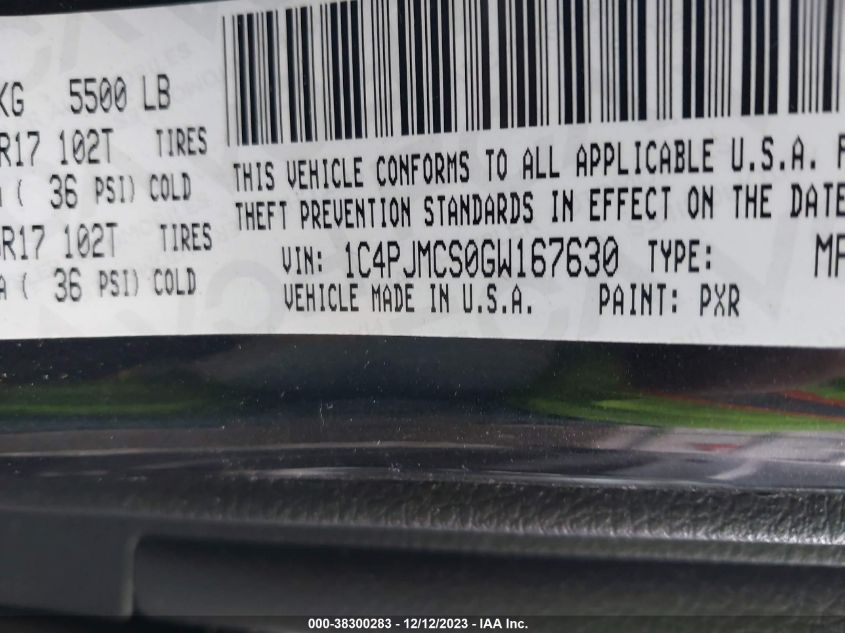 KG 5500 LB
R17 102T TIRES
( 36 PSI) COLD
R17 102T TIRES
A ( 36 PSI) COLD
THIS VEHICLE CONFORMS TO ALL APPLICABLE U.S.A. F
THEFT PREVENTION STANDARDS IN EFFECT ON THE DATE
VIN: 1C4PJMCS0GW167630 TYPE: MP
VEHICLE MADE IN U.S.A. PAINT: PXR
000-38300283 - 12/12/2023 - IAA Inc.